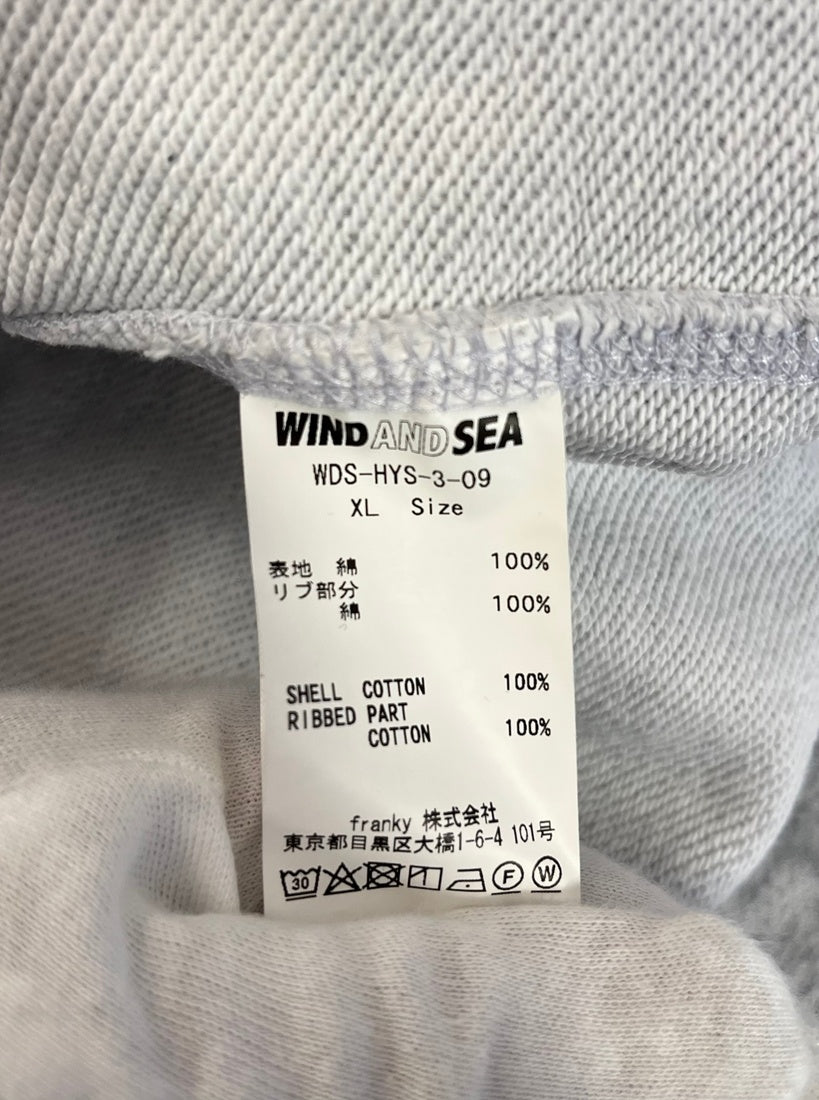 WIND AND SEA
WDS-HYS-3-09
XL Size
表地 綿 100%
リブ部分
綿 100%
SHELL COTTON 100%
RIBBED PART
COTTON 100%
franky 株式会社
東京都目黒区大橋1-6-4 101号
30 F W